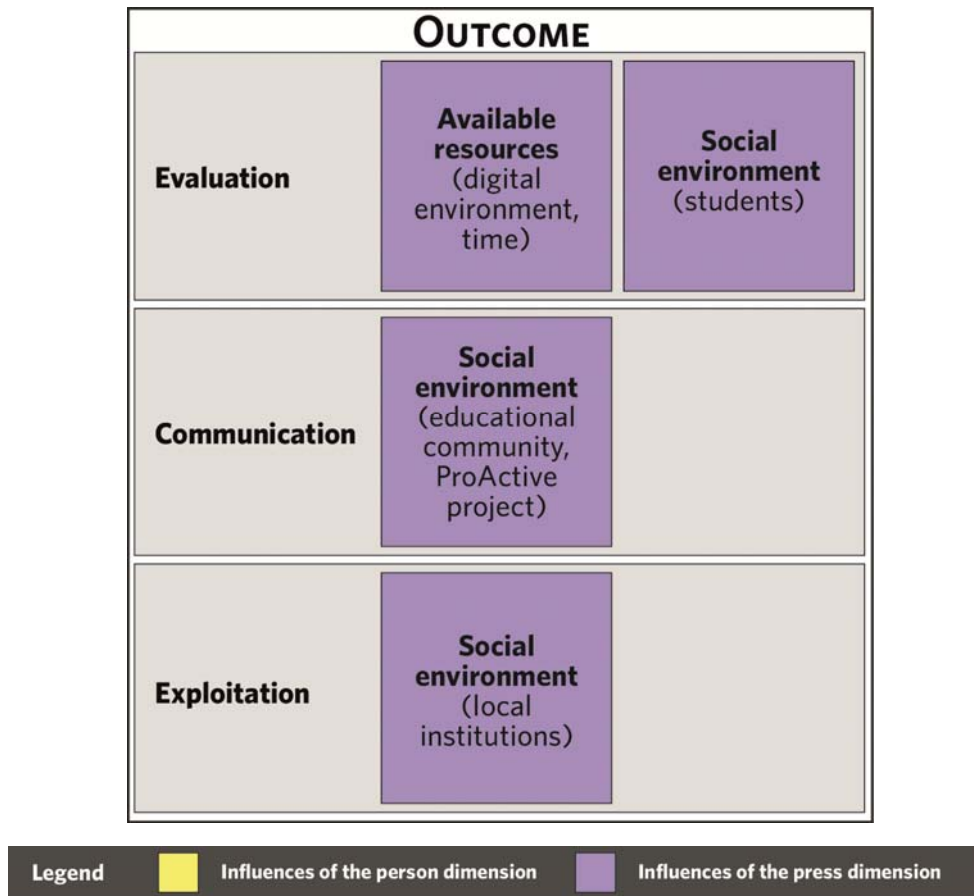 OUTCOME
Evaluation
Available
resources
(digital
environment,
time)
Social
environment
(students)
Communication
Social
environment
(educational
community,
ProActive
project)
Exploitation
Social
environment
(local
institutions)
Legend
Influences of the person dimension
Influences of the press dimension